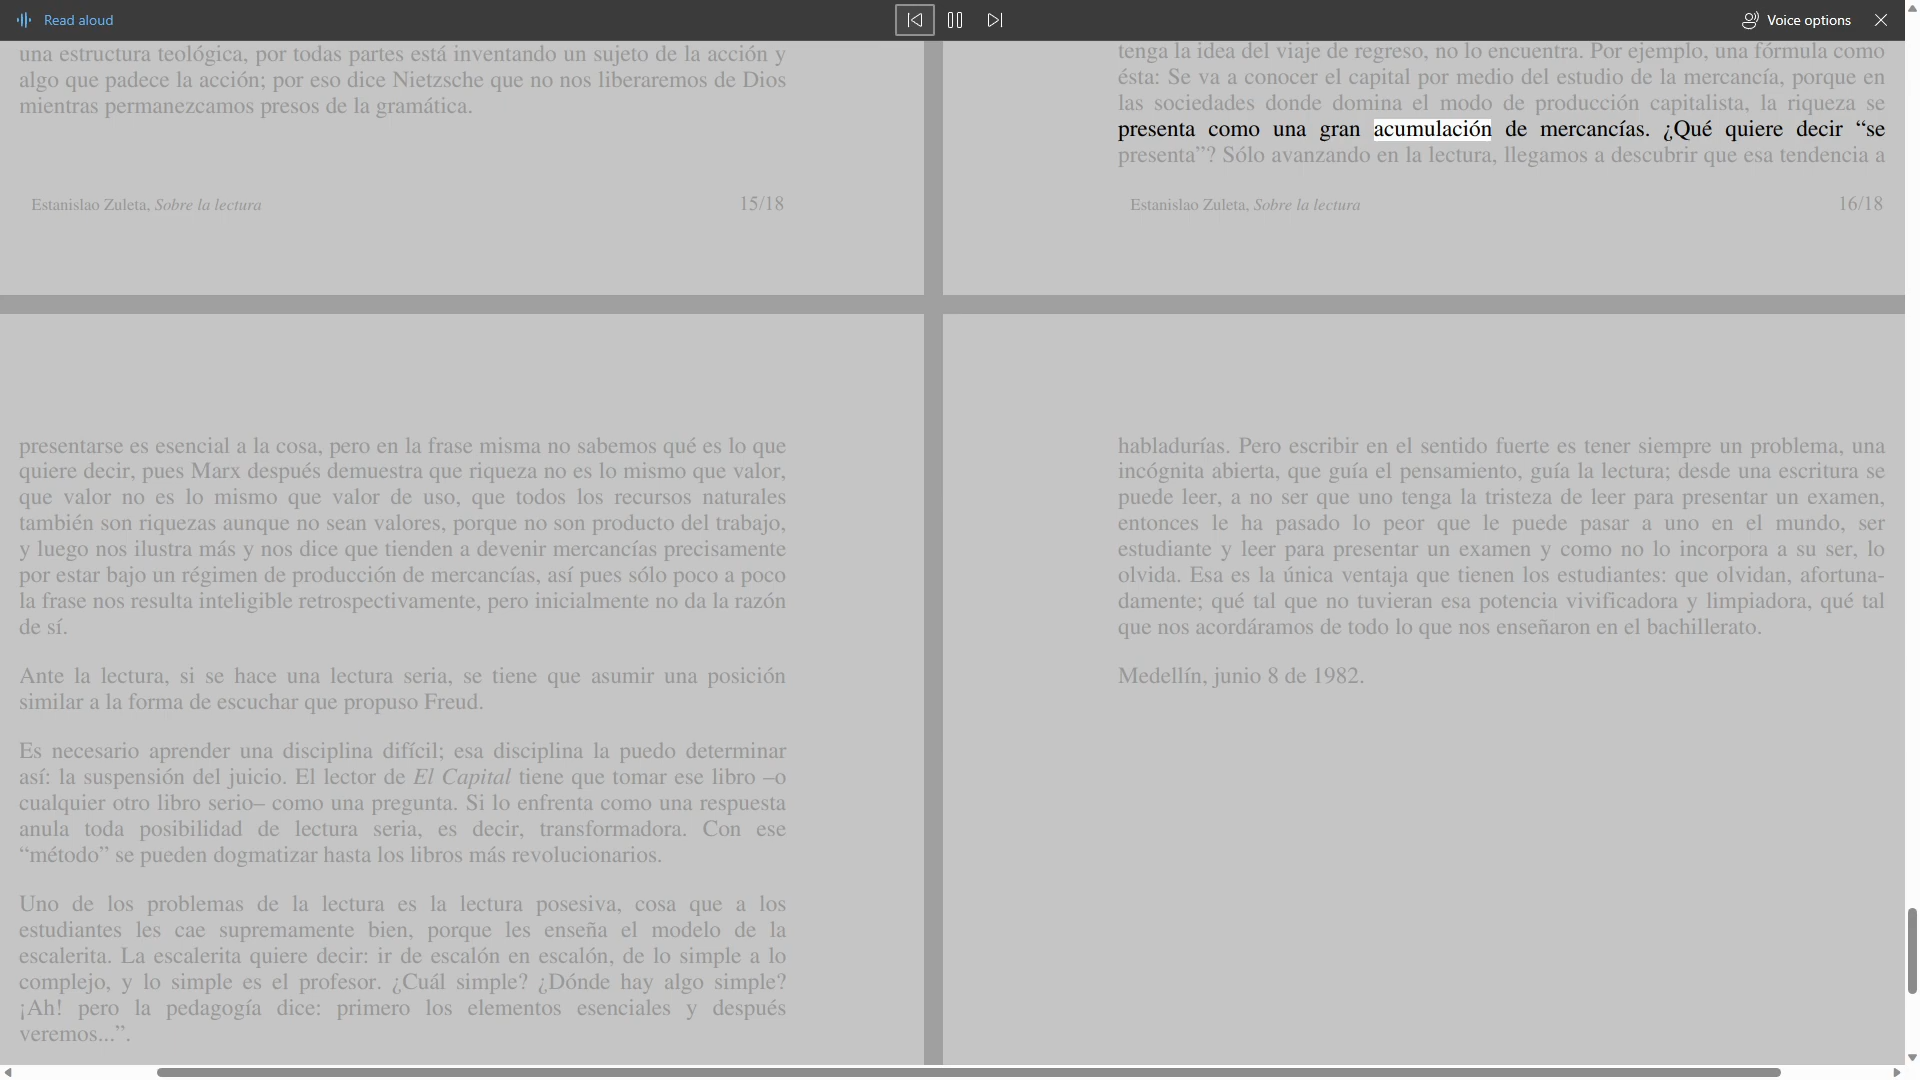 Read aloud
Voice options
una estructura teológica, por todas partes está inventando un sujeto de la acción y
algo que padece la acción; por eso dice Nietzsche que no nos liberaremos de Dios
mientras permanezcamos presos de la gramática.
Estanislao Zuleta, Sobre la lectura
15/18
tenga la idea del viaje de regreso, no lo encuentra. Por ejemplo, una fórmula como
ésta: Se va a conocer el capital por medio del estudio de la mercancía, porque en
las sociedades donde domina el modo de producción capitalista, la riqueza se
presenta como una gran acumulación de mercancías. ¿Qué quiere decir “se
presenta”? Sólo avanzando en la lectura, llegamos a descubrir que esa tendencia a
Estanislao Zuleta, Sobre la lectura
16/18
presentarse es esencial a la cosa, pero en la frase misma no sabemos qué es lo que
quiere decir, pues Marx después demuestra que riqueza no es lo mismo que valor,
que valor no es lo mismo que valor de uso, que todos los recursos naturales
también son riquezas aunque no sean valores, porque no son producto del trabajo,
y luego nos ilustra más y nos dice que tienden a devenir mercancías precisamente
por estar bajo un régimen de producción de mercancías, así pues sólo poco a poco
la frase nos resulta inteligible retrospectivamente, pero inicialmente no da la razón
de sí.
Ante la lectura, si se hace una lectura seria, se tiene que asumir una posición
similar a la forma de escuchar que propuso Freud.
Es necesario aprender una disciplina difícil; esa disciplina la puedo determinar
así: la suspensión del juicio. El lector de El Capital tiene que tomar ese libro –o
cualquier otro libro serio– como una pregunta. Si lo enfrenta como una respuesta
anula toda posibilidad de lectura seria, es decir, transformadora. Con ese
“método” se pueden dogmatizar hasta los libros más revolucionarios.
Uno de los problemas de la lectura es la lectura posesiva, cosa que a los
estudiantes les cae supremamente bien, porque les enseña el modelo de la
escalerita. La escalerita quiere decir: ir de escalón en escalón, de lo simple a lo
complejo, y lo simple es el profesor. ¿Cuál simple? ¿Dónde hay algo simple?
¡Ah! pero la pedagogía dice: primero los elementos esenciales y después
veremos...”.
habladurías. Pero escribir en el sentido fuerte es tener siempre un problema, una
incógnita abierta, que guía el pensamiento, guía la lectura; desde una escritura se
puede leer, a no ser que uno tenga la tristeza de leer para presentar un examen,
entonces le ha pasado lo peor que le puede pasar a uno en el mundo, ser
estudiante y leer para presentar un examen y como no lo incorpora a su ser, lo
olvida. Esa es la única ventaja que tienen los estudiantes: que olvidan, afortuna-
damente; qué tal que no tuvieran esa potencia vivificadora y limpiadora, qué tal
que nos acordáramos de todo lo que nos enseñaron en el bachillerato.
Medellín, junio 8 de 1982.